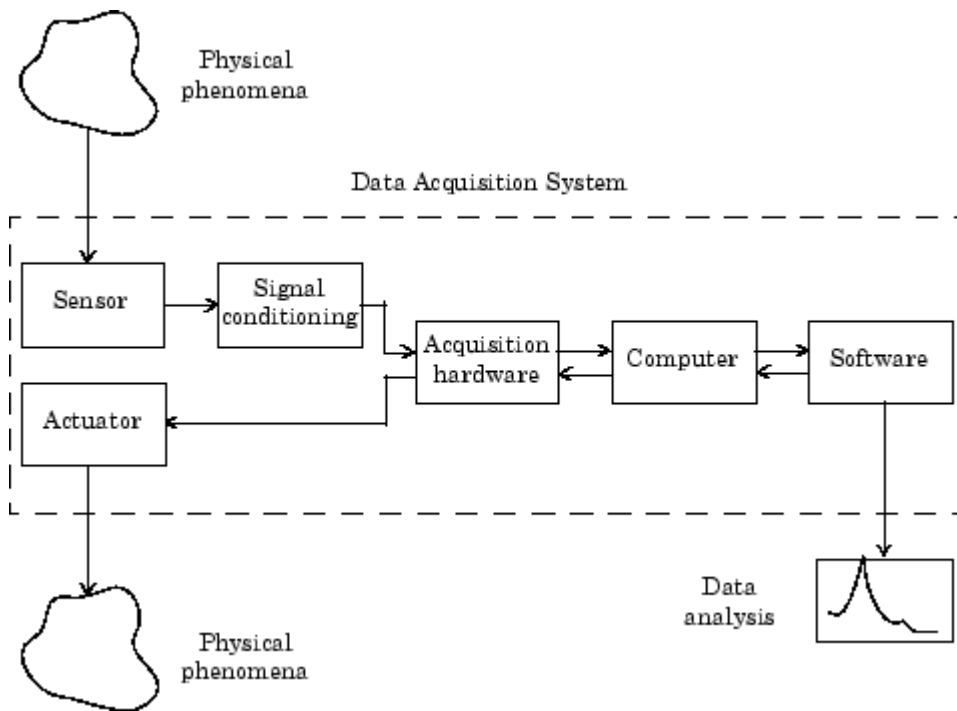 Physical
phenomena
Data Acquisition System
Sensor
Signal
conditioning
Acquisition
hardware
Computer
Software
Actuator
Data
analysis
Physical
phenomena